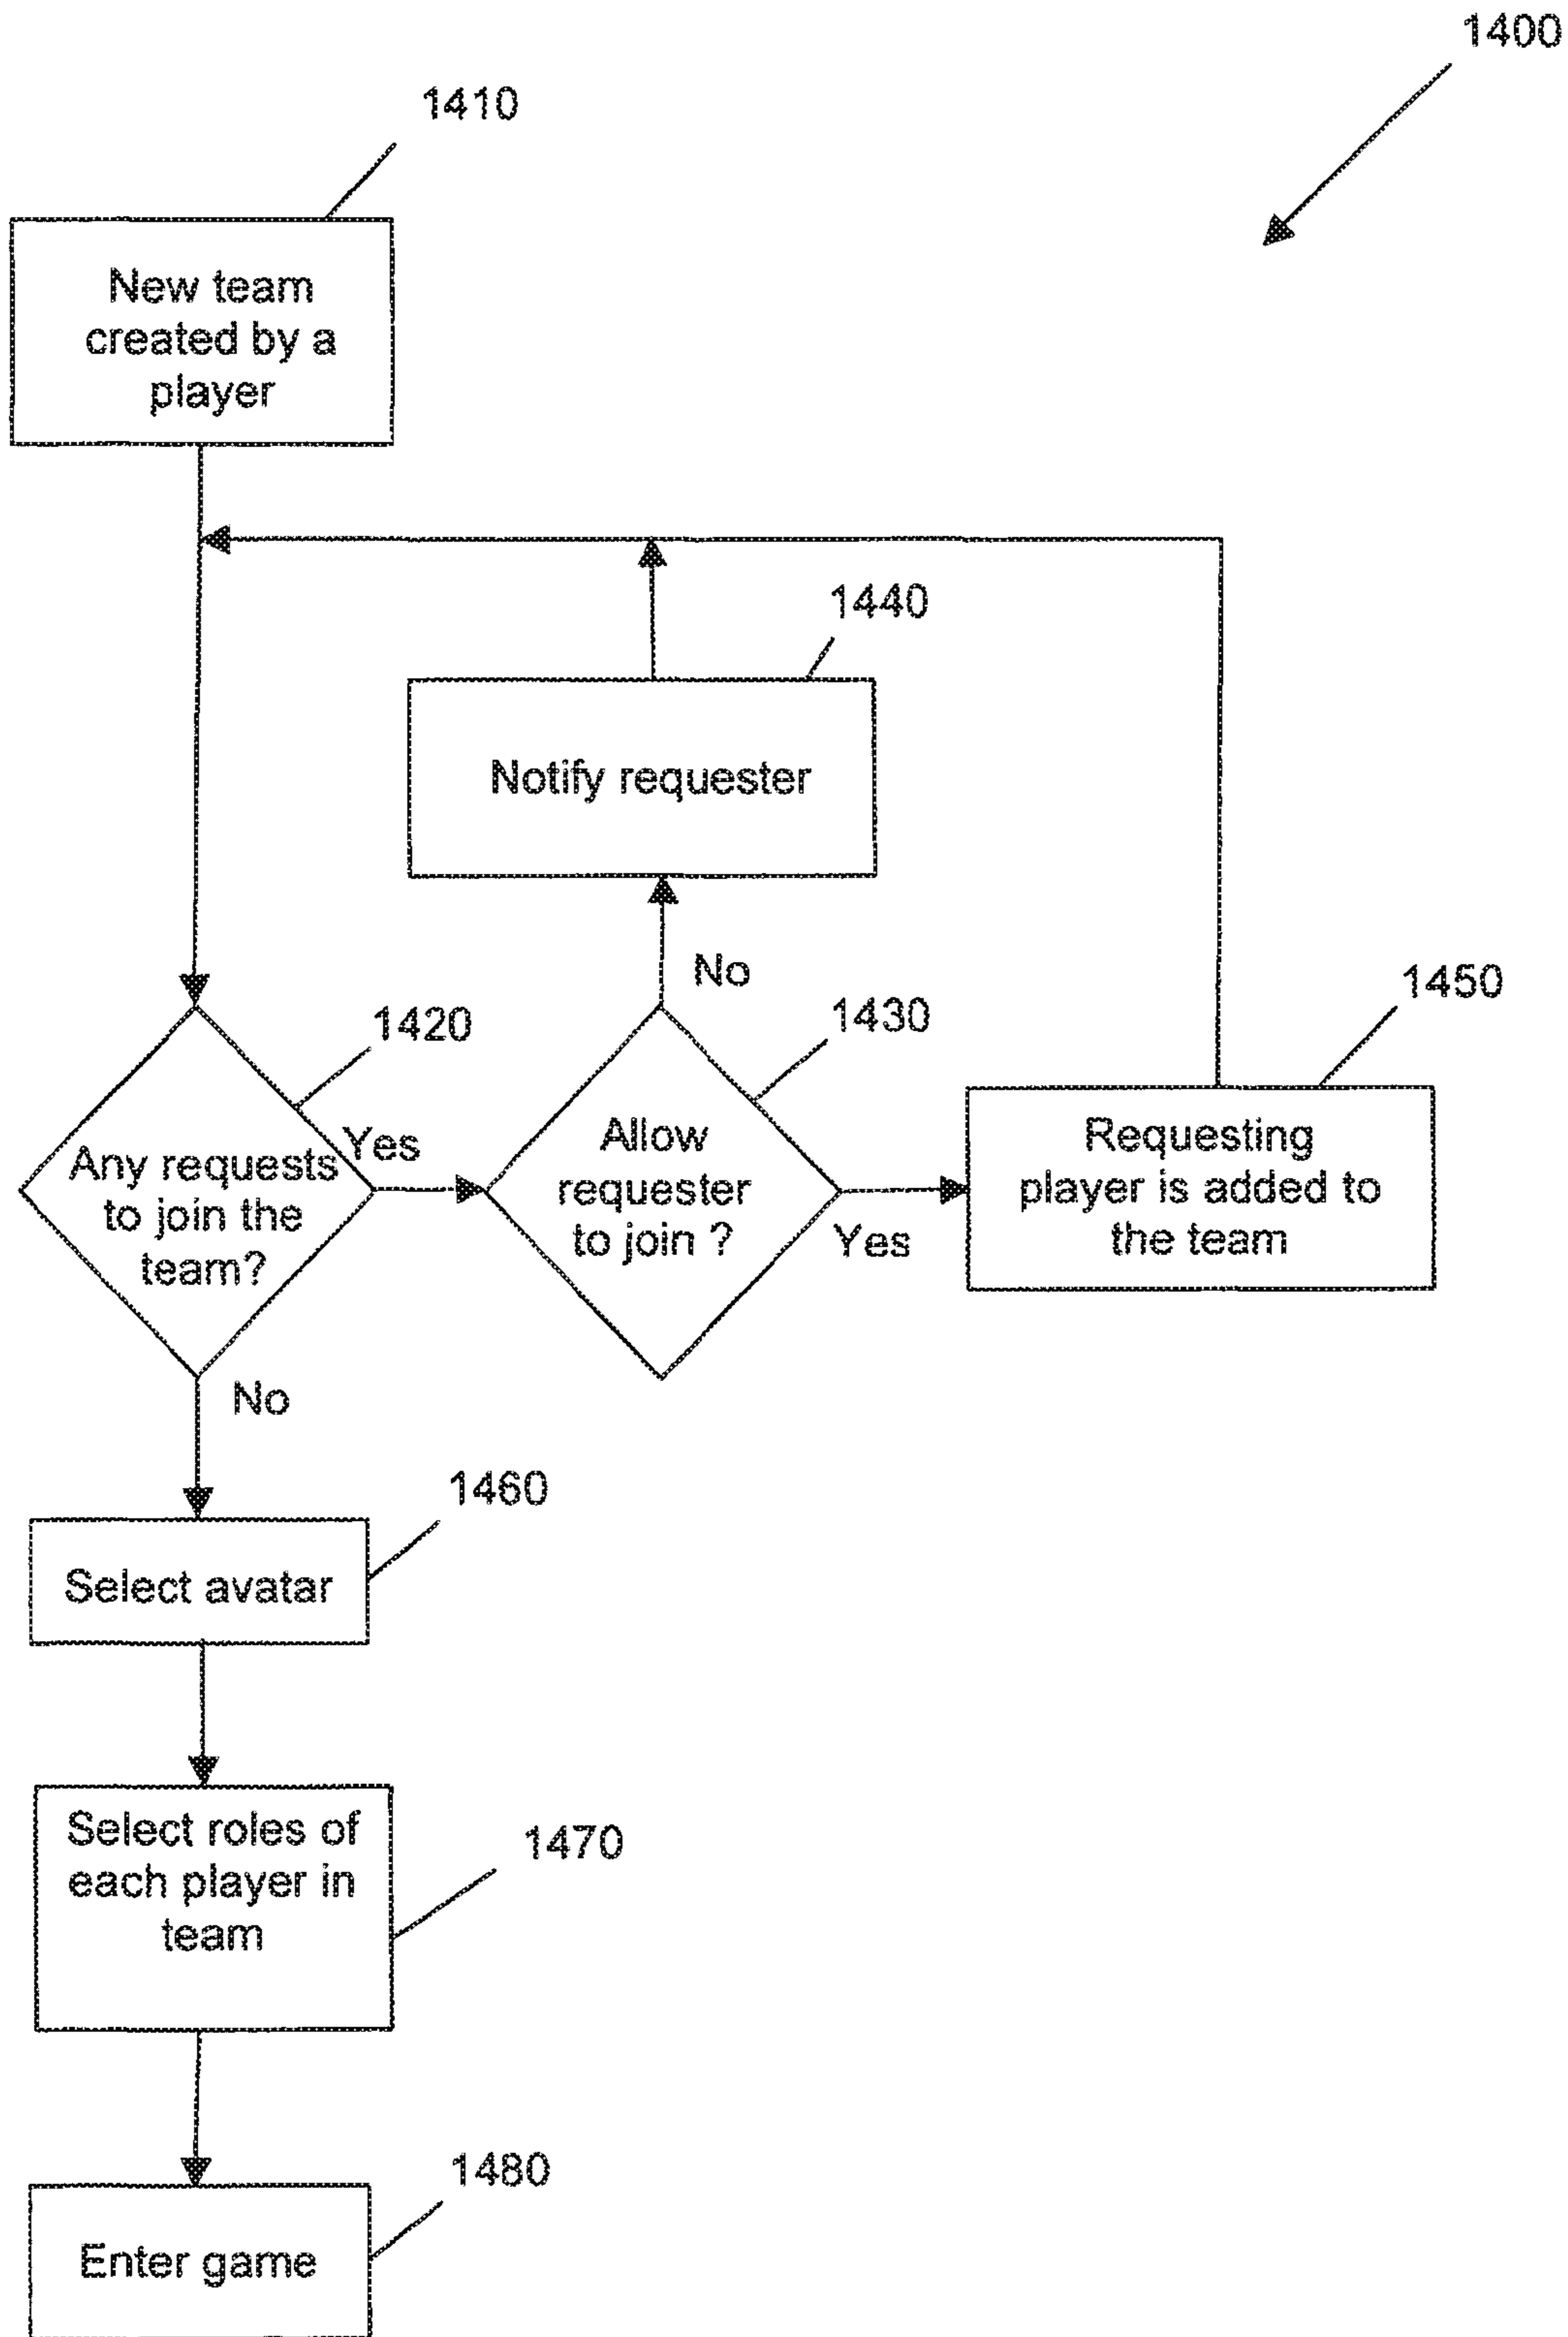 1400
1410
New team
created by a
player
1440
Notify requester
No
1450
1420
1430
Yes
Any requests
to join the
team?
Allow
requester
to join ?
Yes
Requesting
player is added to
the team
No
1460
Select avatar
1470
Select roles of
each player in
team
1480
Enter game